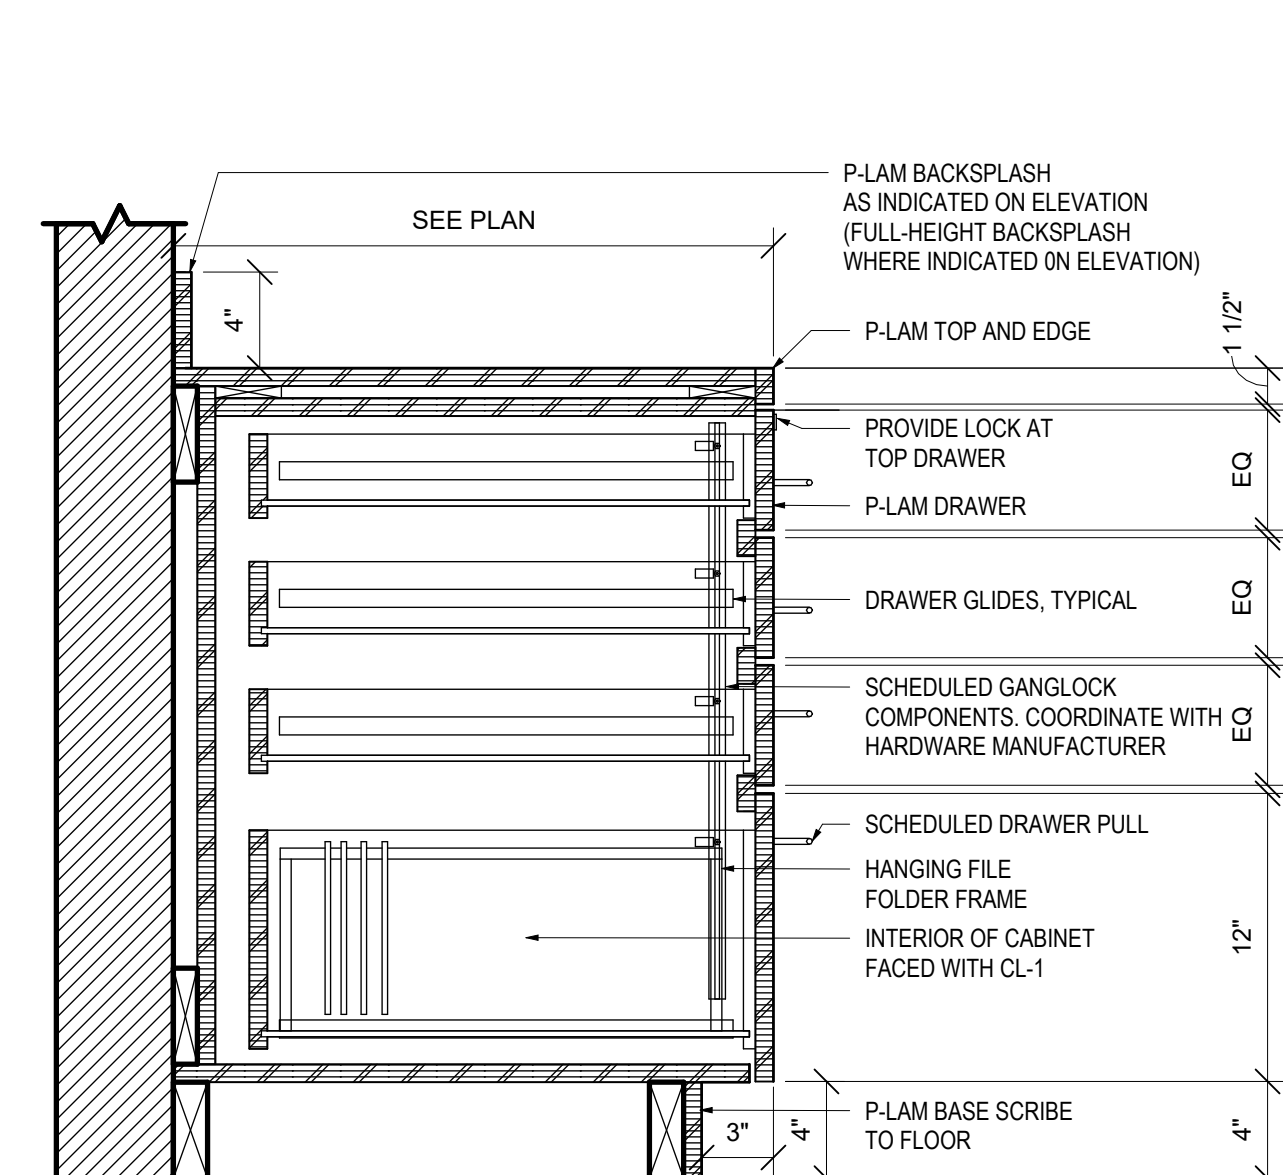 P-LAM BACKSPLASH
AS INDICATED ON ELEVATION
(FULL-HEIGHT BACKSPLASH
WHERE INDICATED 0N ELEVATION)
SEE PLAN
4"
1 1/2"
P-LAM TOP AND EDGE
PROVIDE LOCK AT
TOP DRAWER
EQ
P-LAM DRAWER
DRAWER GLIDES, TYPICAL
EQ
SCHEDULED GANGLOCK
COMPONENTS. COORDINATE WITH
HARDWARE MANUFACTURER
EQ
SCHEDULED DRAWER PULL
HANGING FILE
FOLDER FRAME
INTERIOR OF CABINET
FACED WITH CL-1
12"
P-LAM BASE SCRIBE
TO FLOOR
3"
4"
4"